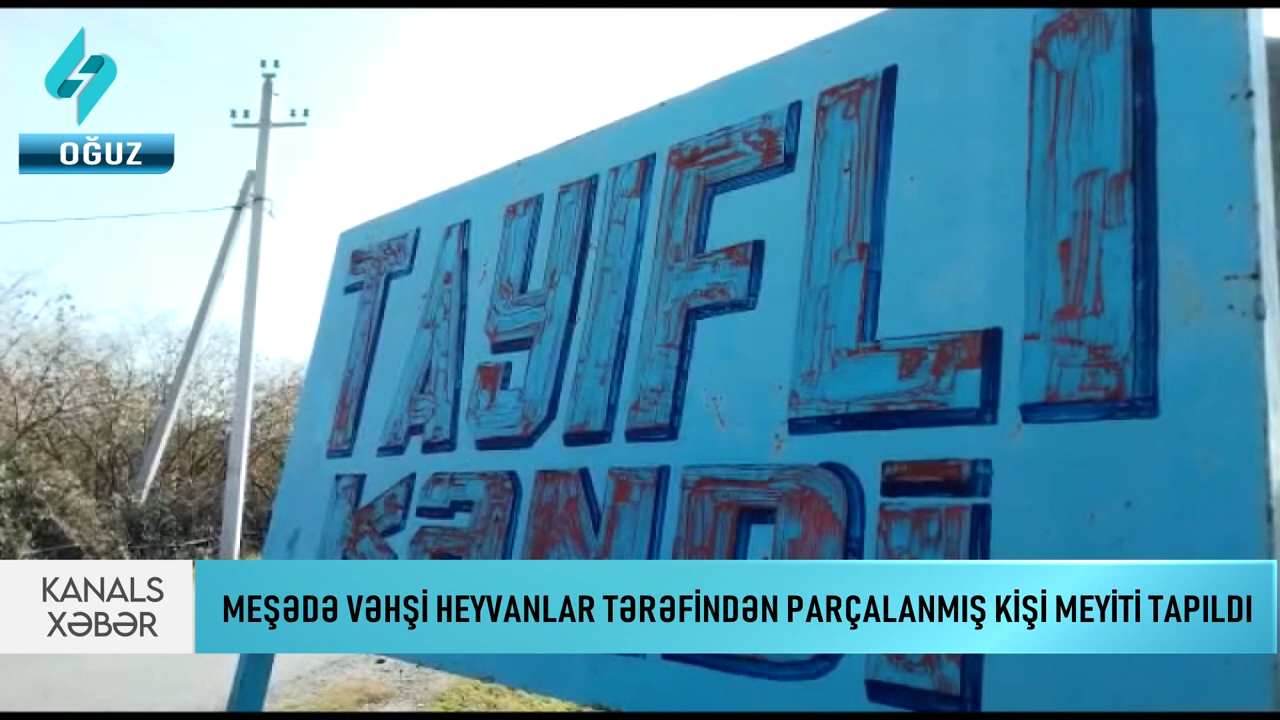 OĞUZ
TAYIFLI
KƏNDİ
KANALS
XƏBƏR
MEŞƏDƏ VƏHŞİ HEYVANLAR TƏRƏFİNDƏN PARÇALANMIŞ KİŞİ MEYİTİ TAPILDI